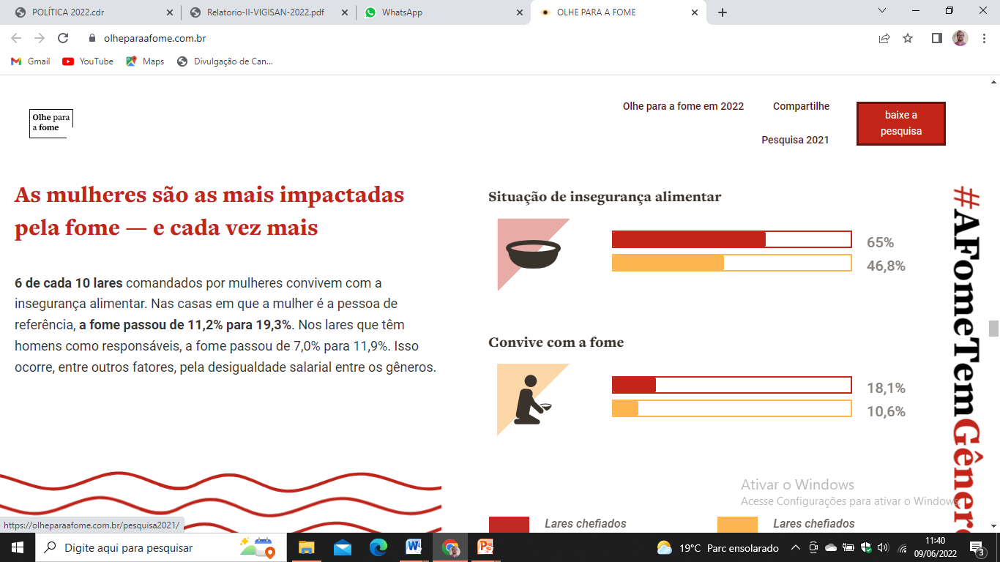 POLÍTICA 2022.cdr
Relatorio-II-VIGISAN-2022.pdf
WhatsApp
OLHE PARA A FOME
olheparaafome.com.br
Gmail
YouTube
Maps
Divulgação de Can...
Olhe para
a fome
Olhe para a fome em 2022
Compartilhe
Pesquisa 2021
baixe a
pesquisa
As mulheres são as mais impactadas
pela fome — e cada vez mais
6 de cada 10 lares comandados por mulheres convivem com a
insegurança alimentar. Nas casas em que a mulher é a pessoa de
referência, a fome passou de 11,2% para 19,3%. Nos lares que têm
homens como responsáveis, a fome passou de 7,0% para 11,9%. Isso
ocorre, entre outros fatores, pela desigualdade salarial entre os gêneros.
Situação de insegurança alimentar
65%
46,8%
Convive com a fome
18,1%
10,6%
Lares chefiados
Lares chefiados
#AFomeTemGêner
Ativar o Windows
Acesse Configurações para ativar o Windows.
https://olheparaafome.com.br/pesquisa2021/
Digite aqui para pesquisar
19°C Parc ensolarado
11:40
09/06/2022
3